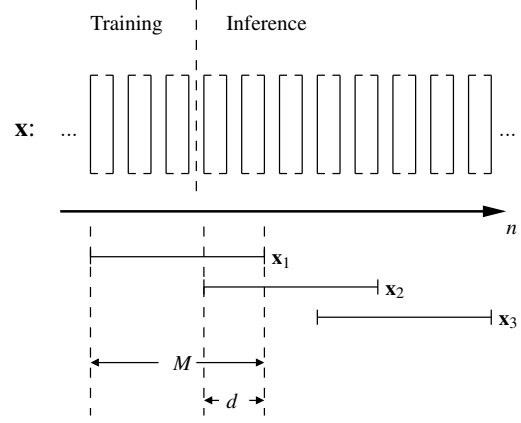 Training Inference
x: ... ...
n
x1
x2
x3
M
d